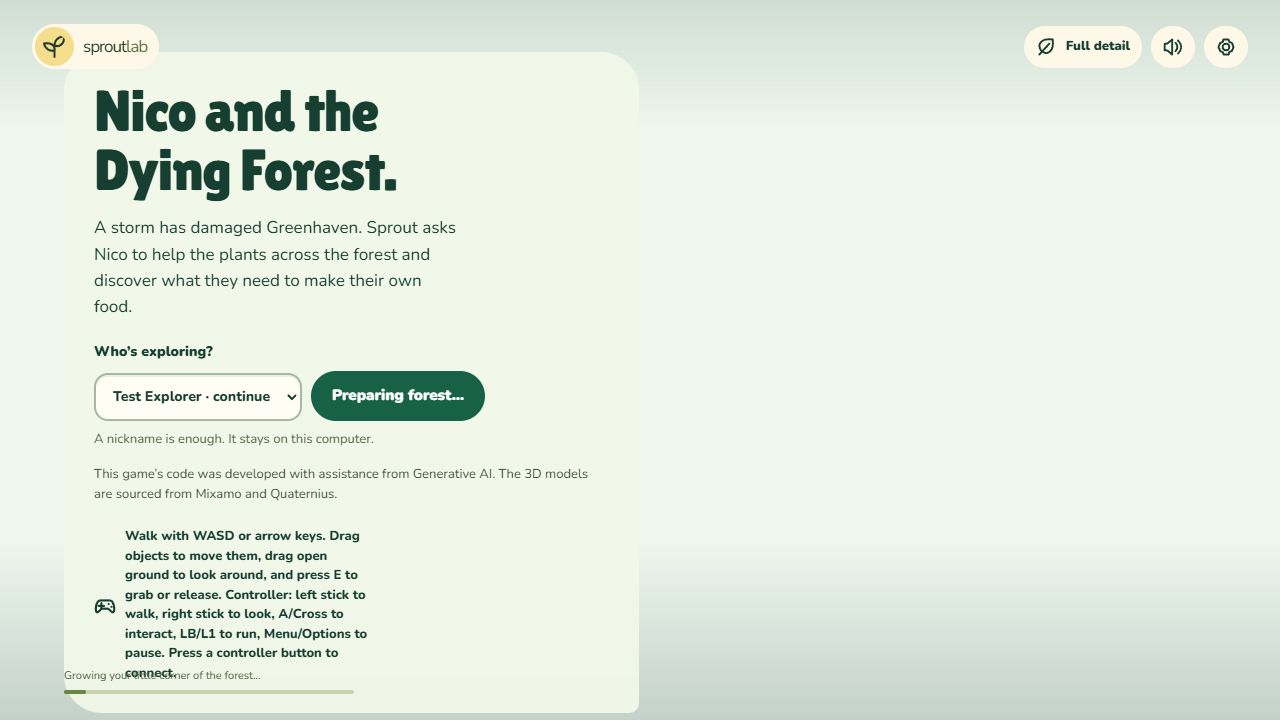 sproutlab
Full detail
Nico and the
Dying Forest.
A storm has damaged Greenhaven. Sprout asks
Nico to help the plants across the forest and
discover what they need to make their own
food.
Who's exploring?
Test Explorer · continue
Preparing forest...
A nickname is enough. It stays on this computer.
This game's code was developed with assistance from Generative AI. The 3D models
are sourced from Mixamo and Quaternius.
Walk with WASD or arrow keys. Drag
objects to move them, drag open
ground to look around, and press E to
grab or release. Controller: left stick to
walk, right stick to look, A/Cross to
interact, LB/L1 to run, Menu/Options to
pause. Press a controller button to
connect.
Growing your little corner of the forest...